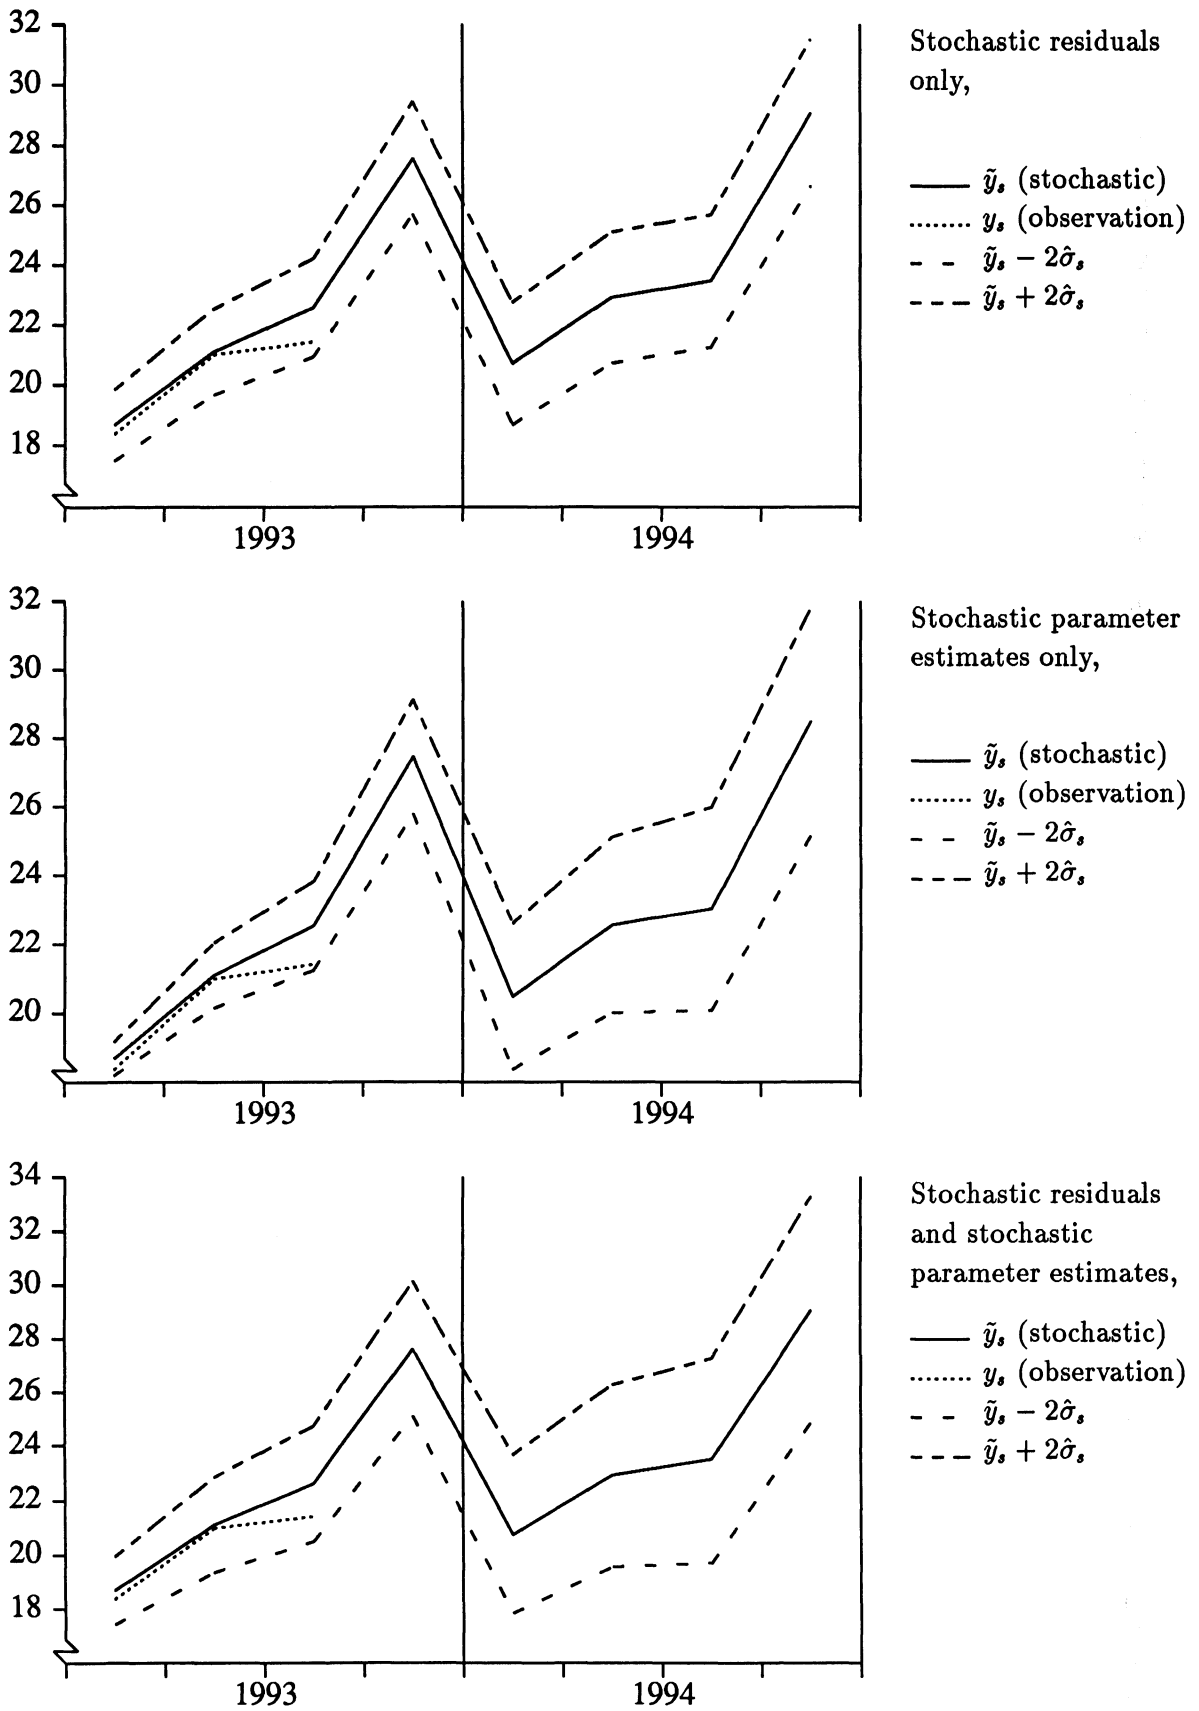 32
30
28
26
24
22
20
18
1993
1994
Stochastic residuals
only,
ỹₛ (stochastic)
yₛ (observation)
ỹₛ − 2σ̂ₛ
ỹₛ + 2σ̂ₛ
32
30
28
26
24
22
20
1993
1994
Stochastic parameter
estimates only,
ỹₛ (stochastic)
yₛ (observation)
ỹₛ − 2σ̂ₛ
ỹₛ + 2σ̂ₛ
34
32
30
28
26
24
22
20
18
1993
1994
Stochastic residuals
and stochastic
parameter estimates,
ỹₛ (stochastic)
yₛ (observation)
ỹₛ − 2σ̂ₛ
ỹₛ + 2σ̂ₛ